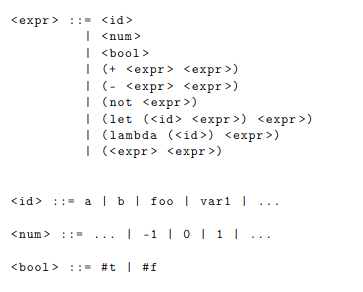 <expr> ::= <id>
| <num>
| <bool>
| (+ <expr> <expr>)
| (- <expr> <expr>)
| (not <expr>)
| (let (<id> <expr>) <expr>)
| (lambda (<id>) <expr>)
| (<expr> <expr>)
<id> ::= a | b | foo | var1 | ...
<num> ::= ... | -1 | 0 | 1 | ...
<bool> ::= #t | #f